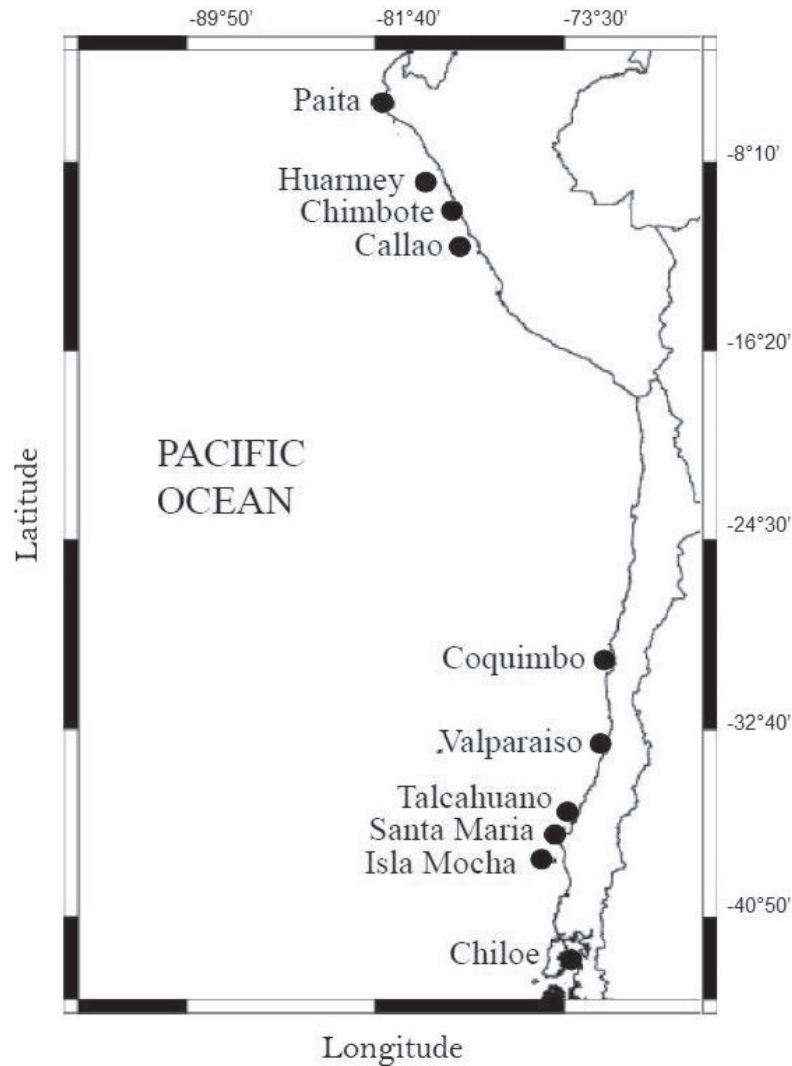 -89°50’
-81°40’
-73°30’
Paita
-8°10’
Huarmey
Chimbote
Callao
-16°20’
PACIFIC
OCEAN
Latitude
-24°30’
Coquimbo
-32°40’
Valparaiso
Talcahuano
Santa Maria
Isla Mocha
-40°50’
Chiloe
Longitude